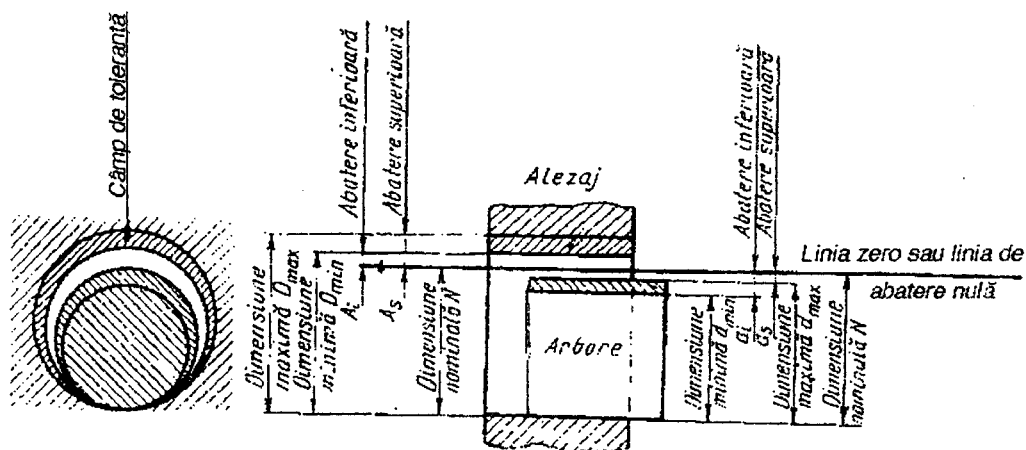 Câmp de toleranță
Abatere inferioară
Abatere superioară
Alezaj
Abatere inferioară
Abatere superioară
Linia zero sau linia de
abatere nulă
Dimensiune
maximă Dmax
Dimensiune
minimă Dmin
Ai
As
Dimensiune
nominală N
Arbore
Dimensiune
minimă dmin
ai
as
Dimensiune
maximă dmax
Dimensiune
nominală N